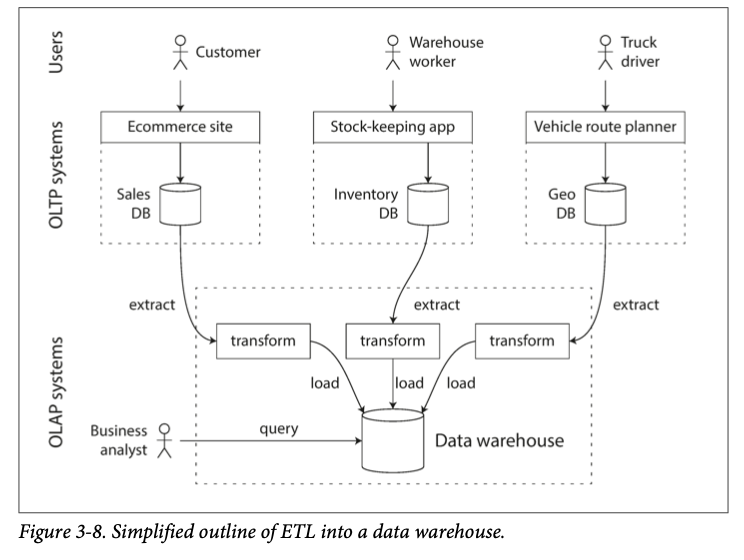 Users
Customer
Warehouse
worker
Truck
driver
OLTP systems
Ecommerce site
Stock-keeping app
Vehicle route planner
Sales
DB
Inventory
DB
Geo
DB
extract
extract
extract
OLAP systems
transform
transform
transform
load
load
load
Business
analyst
query
Data warehouse
Figure 3-8. Simplified outline of ETL into a data warehouse.